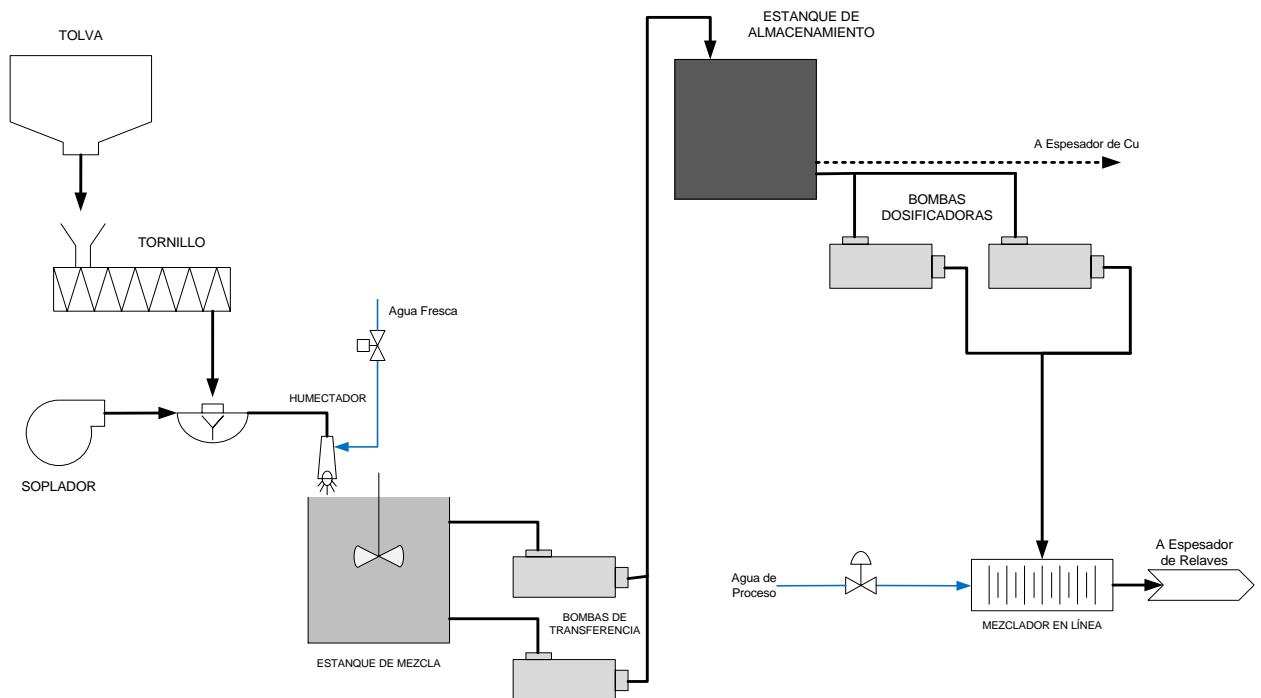 TOLVA
TORNILLO
SOPLADOR
HUMECTADOR
Agua Fresca
ESTANQUE DE MEZCLA
BOMBAS DE
TRANSFERENCIA
ESTANQUE DE
ALMACENAMIENTO
A Espesador de Cu
BOMBAS
DOSIFICADORAS
Agua de
Proceso
MEZCLADOR EN LÍNEA
A Espesador
de Relaves